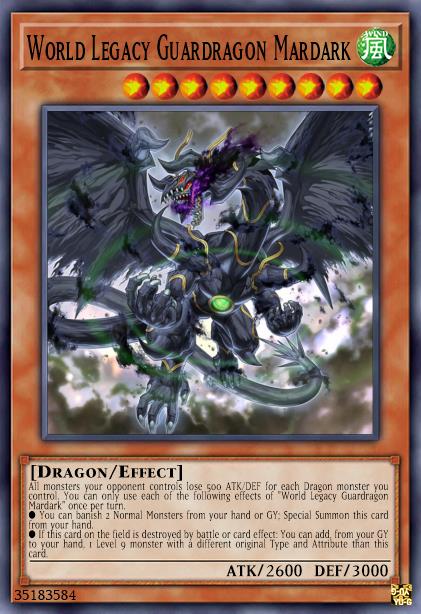 World Legacy Guardragon Mardark
WIND
風
[Dragon/Effect]
All monsters your opponent controls lose 500 ATK/DEF for each Dragon monster you
control. You can only use each of the following effects of "World Legacy Guardragon
Mardark" once per turn.
● You can banish 2 Normal Monsters from your hand or GY; Special Summon this card
from your hand.
● If this card on the field is destroyed by battle or card effect: You can add, from your GY
to your hand, 1 Level 9 monster with a different original Type and Attribute than this
card.
ATK/2600 DEF/3000
35183584